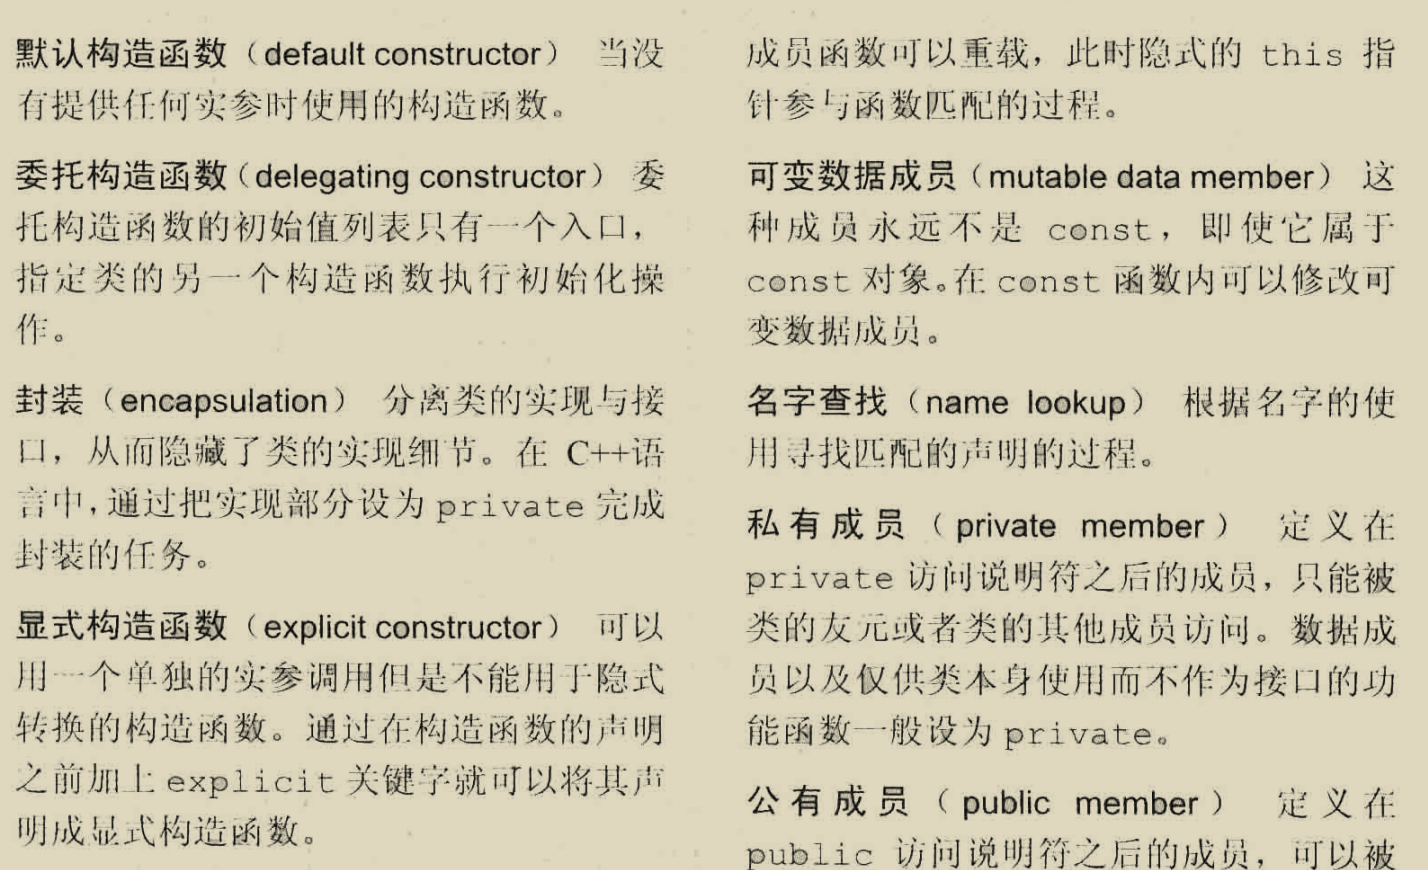 默认构造函数（default constructor） 当没
有提供任何实参时使用的构造函数。
委托构造函数（delegating constructor） 委
托构造函数的初始值列表只有一个入口，
指定类的另一个构造函数执行初始化操
作。
封装（encapsulation） 分离类的实现与接
口，从而隐藏了类的实现细节。在 C++语
言中，通过把实现部分设为 private 完成
封装的任务。
显式构造函数（explicit constructor） 可以
用一个单独的实参调用但是不能用于隐式
转换的构造函数。通过在构造函数的声明
之前加上 explicit 关键字就可以将其声
明成显式构造函数。
成员函数可以重载，此时隐式的 this 指
针参与函数匹配的过程。
可变数据成员（mutable data member） 这
种成员永远不是 const，即使它属于
const 对象。在 const 函数内可以修改可
变数据成员。
名字查找（name lookup） 根据名字的使
用寻找匹配的声明的过程。
私有成员（private member） 定义在
private 访问说明符之后的成员，只能被
类的友元或者类的其他成员访问。数据成
员以及仅供类本身使用而不作为接口的功
能函数一般设为 private。
公有成员（public member） 定义在
public 访问说明符之后的成员，可以被